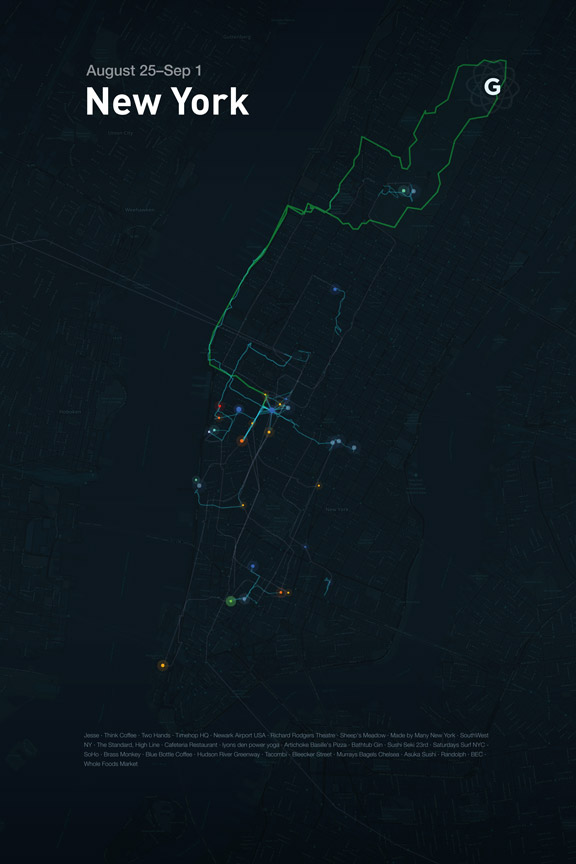 August 25–Sep 1
New York
G
Jesse · Think Coffee · Two Hands · Timehop HQ · Newark Airport USA · Richard Rodgers Theatre · Sheep's Meadow · Made by Many New York · SouthWest
NY · The Standard, High Line · Cafeteria Restaurant · lyons den power yoga · Artichoke Basille's Pizza · Bathtub Gin · Sushi Seki 23rd · Saturdays Surf NYC -
SoHo · Brass Monkey · Blue Bottle Coffee · Hudson River Greenway · Tacombi · Bleecker Street · Murrays Bagels Chelsea · Asuka Sushi · Randolph · BEC ·
Whole Foods Market